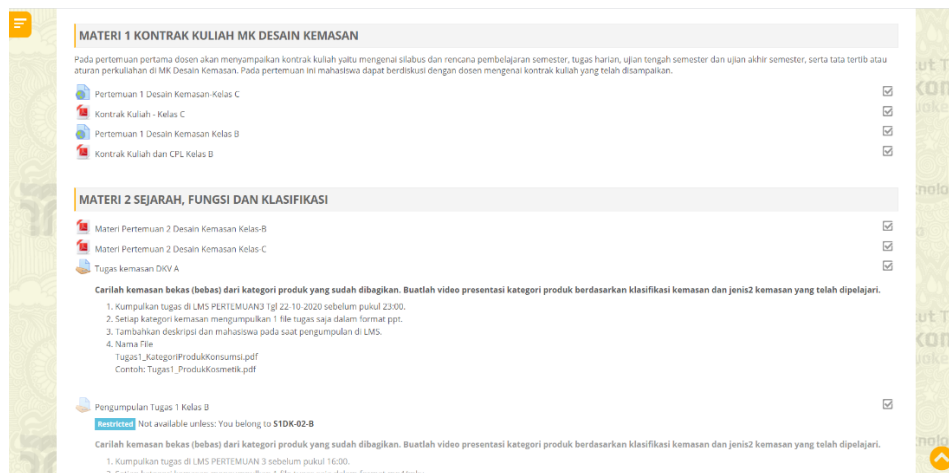 MATERI 1 KONTRAK KULIAH MK DESAIN KEMASAN
Pada pertemuan pertama dosen akan menyampaikan kontrak kuliah yaitu mengenai silabus dan rencana pembelajaran semester, tugas harian, ujian tengah semester dan ujian akhir semester, serta tata tertib atau
aturan perkuliahan di MK Desain Kemasan. Pada pertemuan ini mahasiswa dapat berdiskusi dengan dosen mengenai kontrak kuliah yang telah disampaikan.
Pertemuan 1 Desain Kemasan-Kelas C
Kontrak Kuliah - Kelas C
Pertemuan 1 Desain Kemasan Kelas B
Kontrak Kuliah dan CPL Kelas B
MATERI 2 SEJARAH, FUNGSI DAN KLASIFIKASI
Materi Pertemuan 2 Desain Kemasan Kelas-B
Materi Pertemuan 2 Desain Kemasan Kelas-C
Tugas kemasan DKV A
Carilah kemasan bekas (bebas) dari kategori produk yang sudah dibagikan. Buatlah video presentasi kategori produk berdasarkan klasifikasi kemasan dan jenis2 kemasan yang telah dipelajari.
1. Kumpulkan tugas di LMS PERTEMUAN3 Tgl 22-10-2020 sebelum pukul 23:00.
2. Setiap kategori kemasan mengumpulkan 1 file tugas saja dalam format ppt.
3. Tambahkan deskripsi dan mahasiswa pada saat pengumpulan di LMS.
4. Nama File
Tugas1_KategoriProdukKonsumsi.pdf
Contoh: Tugas1_ProdukKosmetik.pdf
Pengumpulan Tugas 1 Kelas B
Restricted Not available unless: You belong to S1DK-02-B
Carilah kemasan bekas (bebas) dari kategori produk yang sudah dibagikan. Buatlah video presentasi kategori produk berdasarkan klasifikasi kemasan dan jenis2 kemasan yang telah dipelajari.
1. Kumpulkan tugas di LMS PERTEMUAN 3 sebelum pukul 16:00.